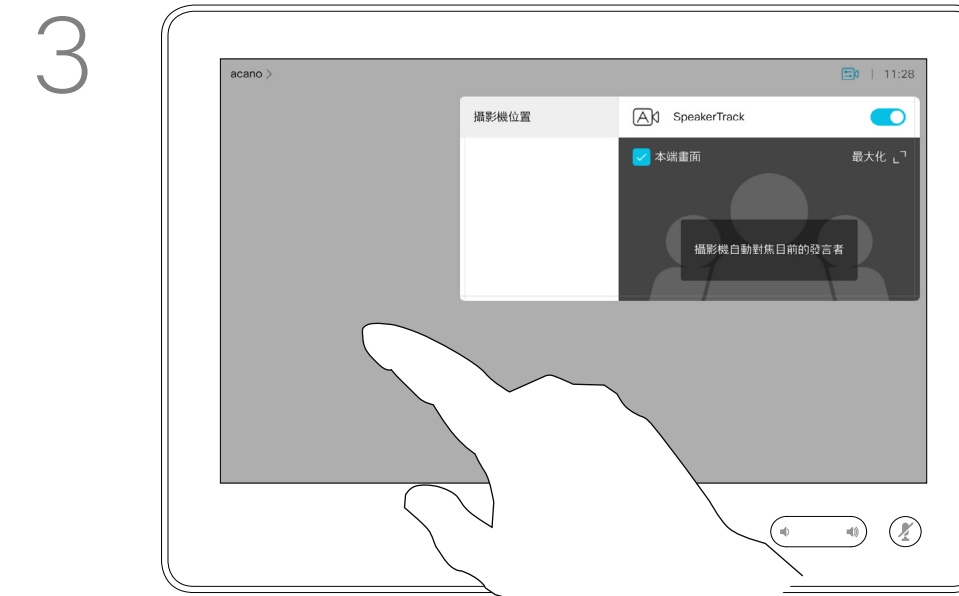 3
acano >
11:28
攝影機位置
SpeakerTrack
本端畫面
最大化
攝影機自動對焦目前的發言者